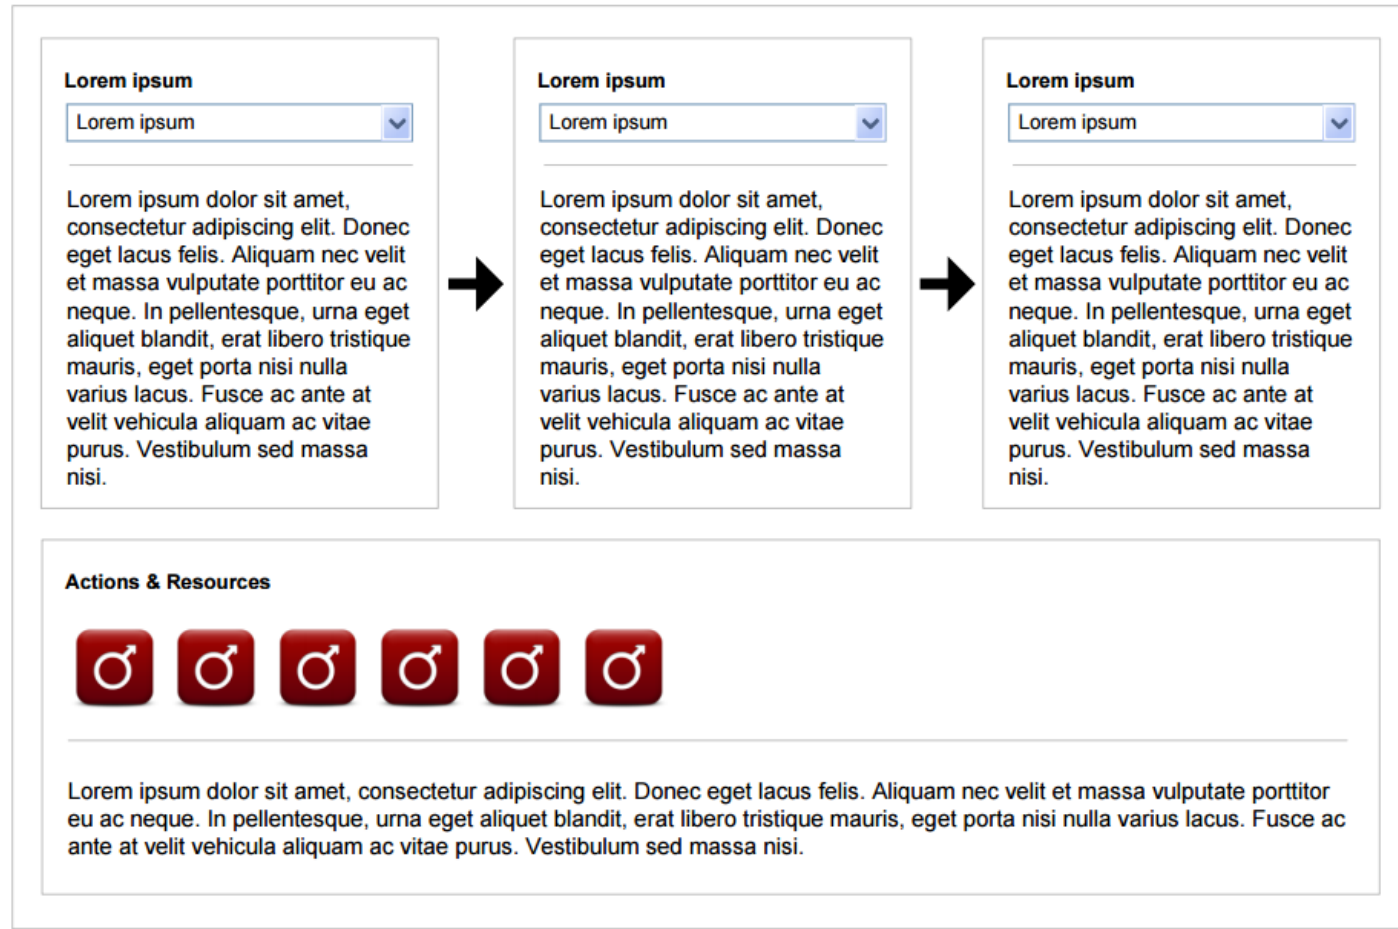 Lorem ipsum
Lorem ipsum
Lorem ipsum dolor sit amet,
consectetur adipiscing elit. Donec
eget lacus felis. Aliquam nec velit
et massa vulputate porttitor eu ac
neque. In pellentesque, urna eget
aliquet blandit, erat libero tristique
mauris, eget porta nisi nulla
varius lacus. Fusce ac ante at
velit vehicula aliquam ac vitae
purus. Vestibulum sed massa
nisi.
Lorem ipsum
Lorem ipsum
Lorem ipsum dolor sit amet,
consectetur adipiscing elit. Donec
eget lacus felis. Aliquam nec velit
et massa vulputate porttitor eu ac
neque. In pellentesque, urna eget
aliquet blandit, erat libero tristique
mauris, eget porta nisi nulla
varius lacus. Fusce ac ante at
velit vehicula aliquam ac vitae
purus. Vestibulum sed massa
nisi.
Lorem ipsum
Lorem ipsum
Lorem ipsum dolor sit amet,
consectetur adipiscing elit. Donec
eget lacus felis. Aliquam nec velit
et massa vulputate porttitor eu ac
neque. In pellentesque, urna eget
aliquet blandit, erat libero tristique
mauris, eget porta nisi nulla
varius lacus. Fusce ac ante at
velit vehicula aliquam ac vitae
purus. Vestibulum sed massa
nisi.
Actions & Resources
Lorem ipsum dolor sit amet, consectetur adipiscing elit. Donec eget lacus felis. Aliquam nec velit et massa vulputate porttitor
eu ac neque. In pellentesque, urna eget aliquet blandit, erat libero tristique mauris, eget porta nisi nulla varius lacus. Fusce ac
ante at velit vehicula aliquam ac vitae purus. Vestibulum sed massa nisi.